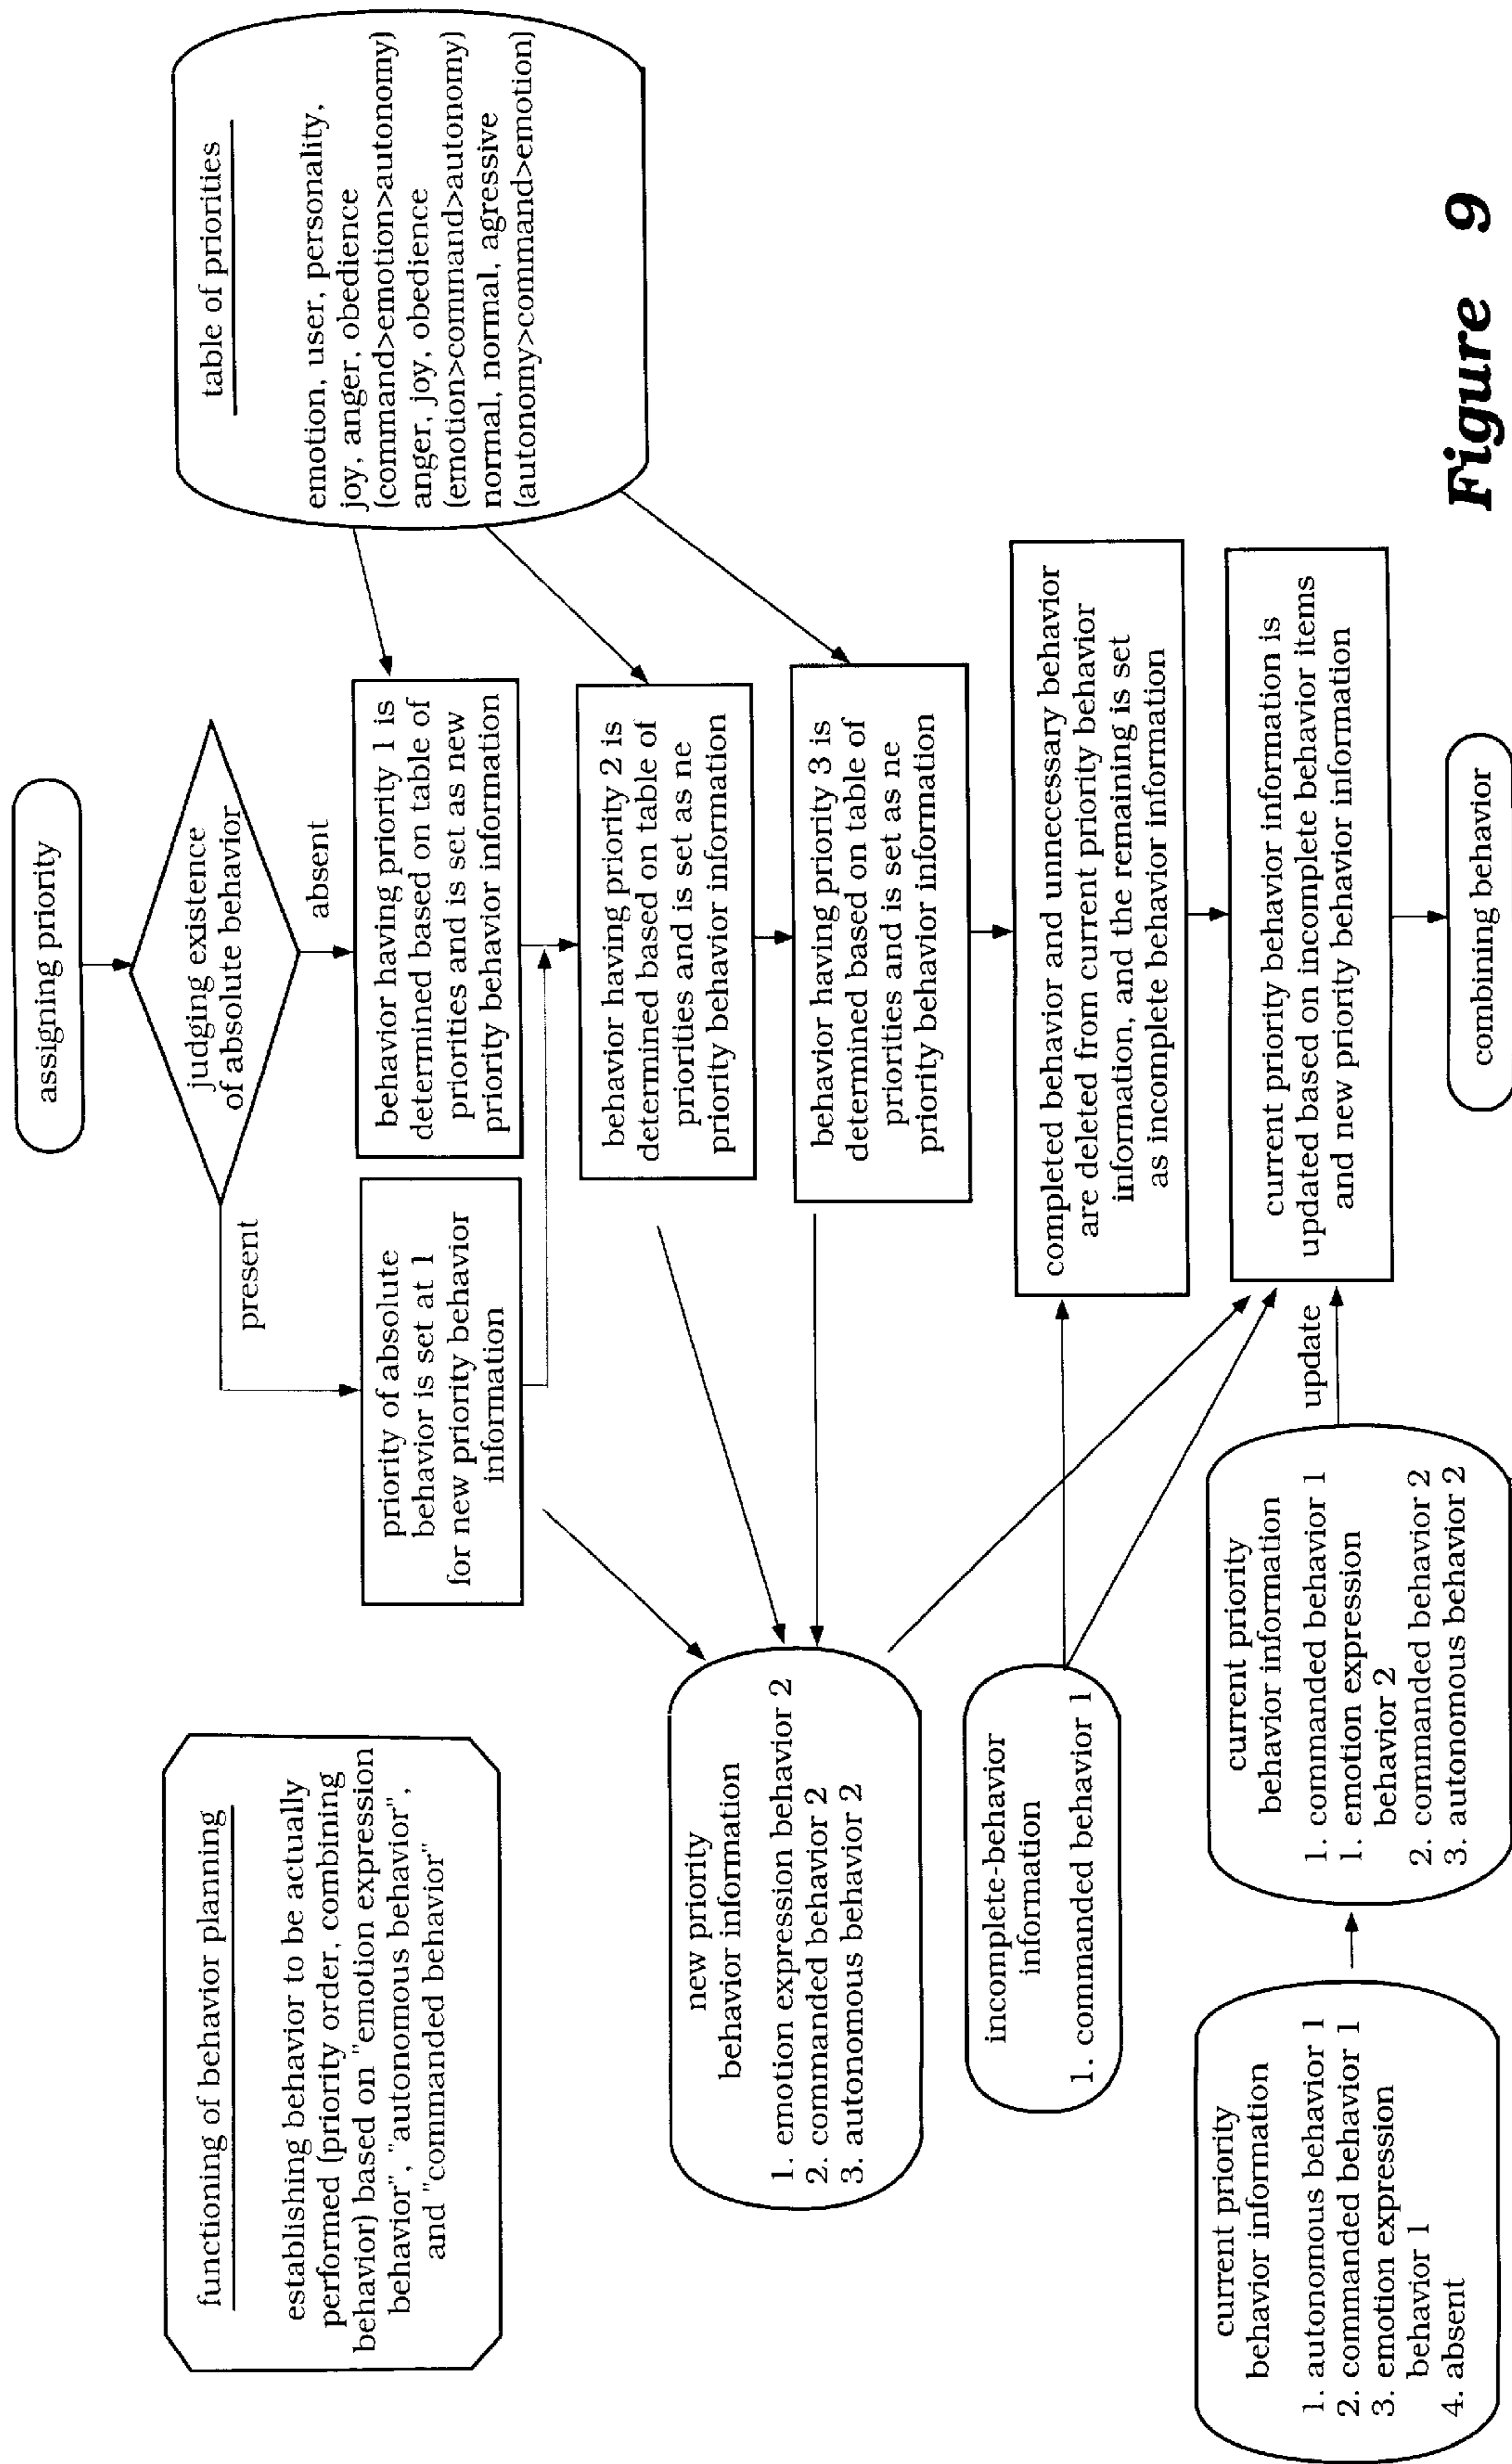 assigning priority
judging existence
of absolute behavior
present
absent
priority of absolute
behavior is set at 1
for new priority behavior
information
behavior having priority 1 is
determined based on table of
priorities and is set as new
priority behavior information
table of priorities
emotion, user, personality,
joy, anger, obedience
(command>emotion>autonomy)
anger, joy, obedience
(emotion>command>autonomy)
normal, normal, agressive
(autonomy>command>emotion)
functioning of behavior planning
establishing behavior to be actually
performed (priority order, combining
behavior) based on "emotion expression
behavior", "autonomous behavior",
and "commanded behavior"
behavior having priority 2 is
determined based on table of
priorities and is set as ne
priority behavior information
new priority
behavior information
1. emotion expression behavior 2
2. commanded behavior 2
3. autonomous behavior 2
behavior having priority 3 is
determined based on table of
priorities and is set as ne
priority behavior information
incomplete-behavior
information
1. commanded behavior 1
completed behavior and unnecessary behavior
are deleted from current priority behavior
information, and the remaining is set
as incomplete behavior information
current priority
behavior information
1. autonomous behavior 1
2. commanded behavior 1
3. emotion expression
behavior 1
4. absent
current priority
behavior information
1. commanded behavior 1
1. emotion expression
behavior 2
2. commanded behavior 2
3. autonomous behavior 2
update
current priority behavior information is
updated based on incomplete behavior items
and new priority behavior information
combining behavior
Figure 9